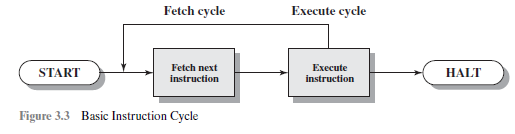 Fetch cycle
Execute cycle
START
Fetch next
instruction
Execute
instruction
HALT
Figure 3.3 Basic Instruction Cycle